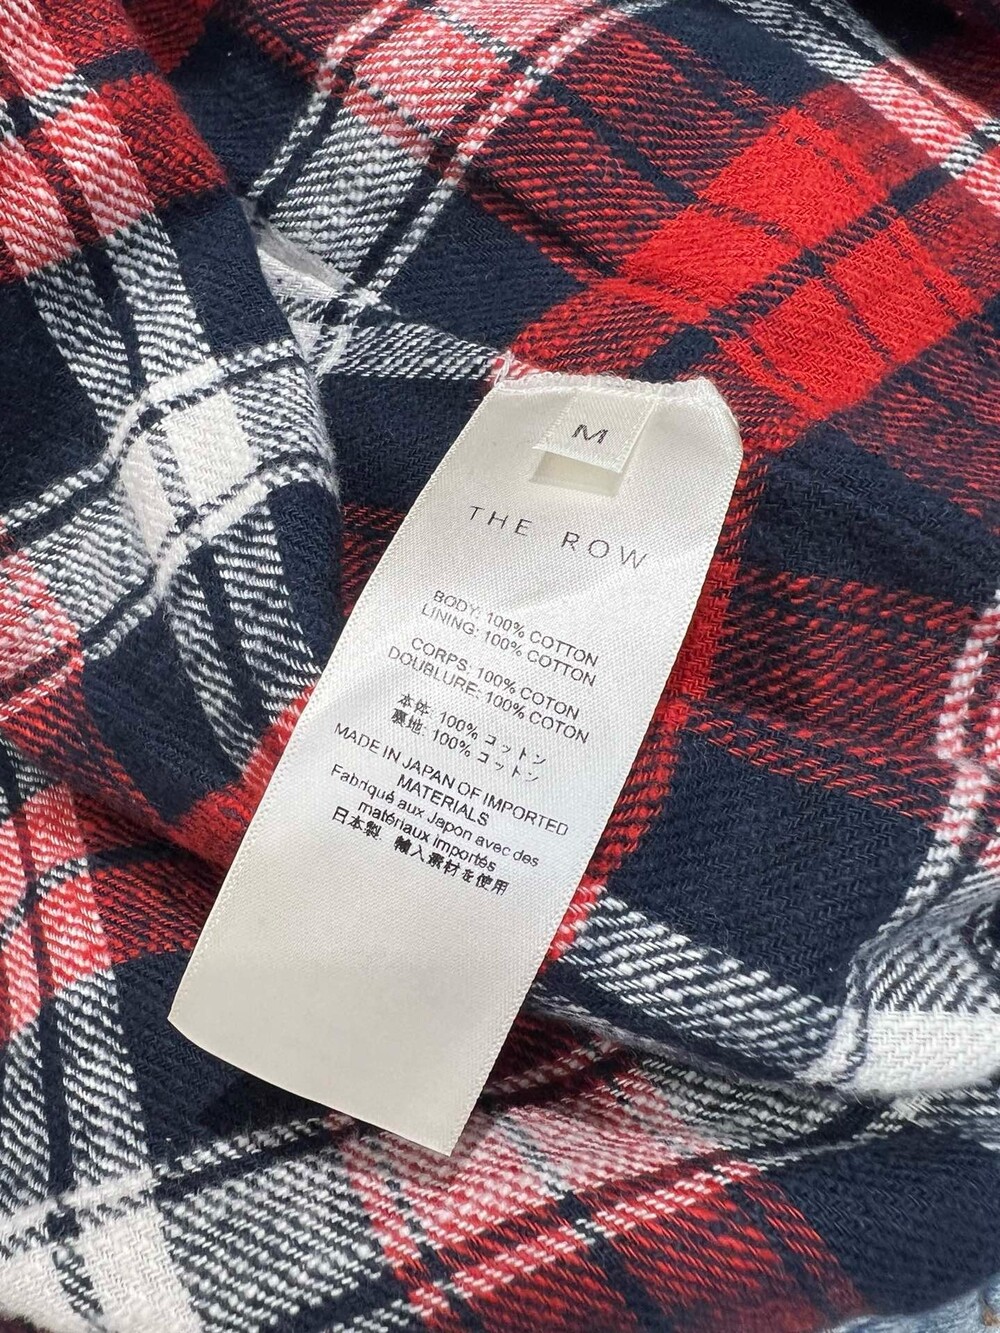 M
THE ROW
BODY: 100% COTTON
LINING: 100% COTTON
CORPS: 100% COTON
DOUBLURE: 100% COTON
本体: 100% コットン
裏地: 100% コットン
MADE IN JAPAN OF IMPORTED
MATERIALS
Fabriqué aux Japon avec des
matériaux importés
日本製 輸入素材を使用